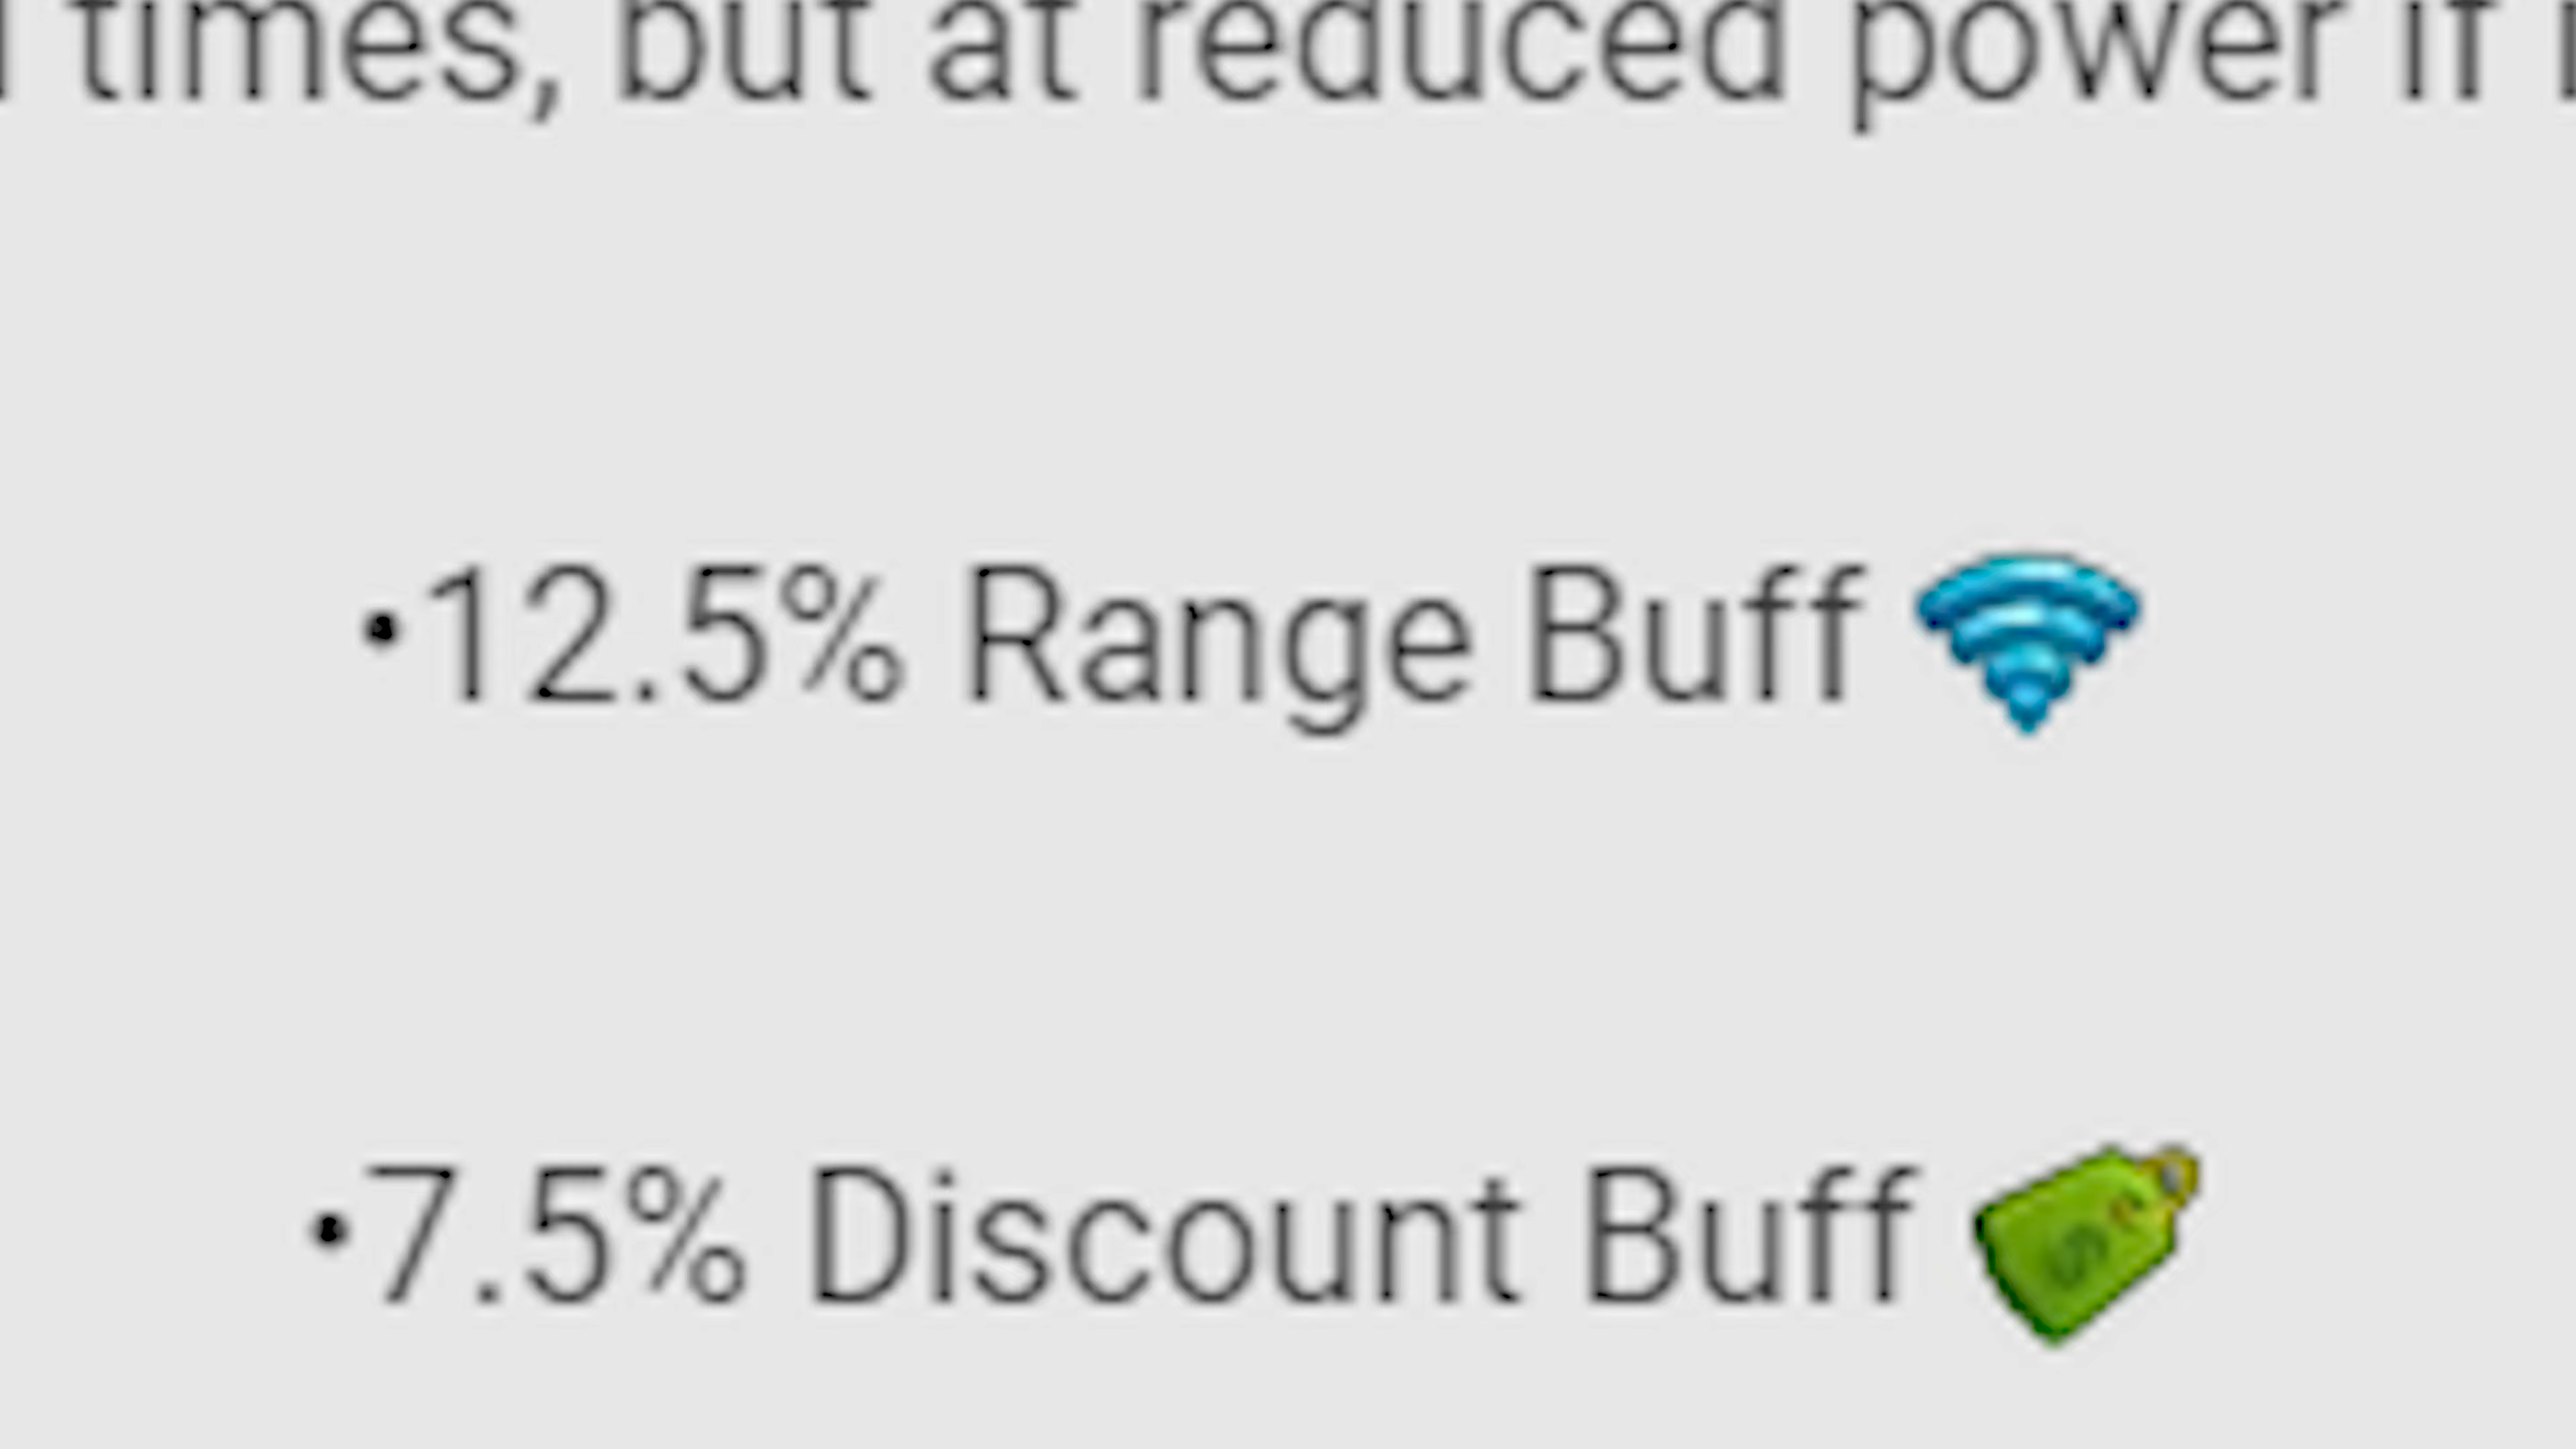 times, but at reduced power if
•12.5% Range Buff
•7.5% Discount Buff